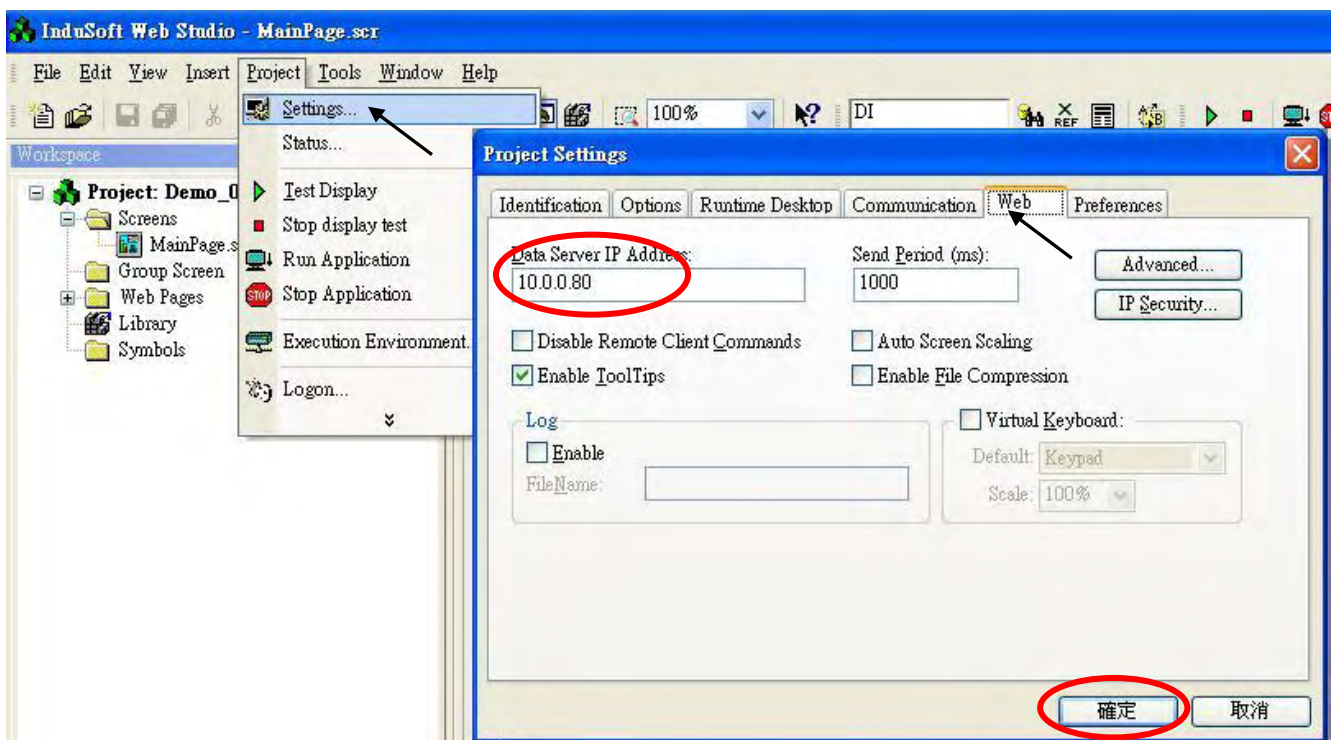 InduSoft Web Studio - MainPage.scr
File Edit View Insert Project Tools Window Help
100% DI REF
Workspace
Settings...
Status...
Test Display
Stop display test
Run Application
STOP Stop Application
Execution Environment.
Logon...
Project: Demo_0
Screens
MainPage.s
Group Screen
Web Pages
Library
Symbols
Project Settings
Identification Options Runtime Desktop Communication Web Preferences
Data Server IP Address: Send Period (ms):
10.0.0.80 1000
Advanced...
IP Security...
Disable Remote Client Commands Auto Screen Scaling
Enable ToolTips Enable File Compression
Log Virtual Keyboard:
Enable Default: Keypad
FileName: Scale: 100%
確定 取消